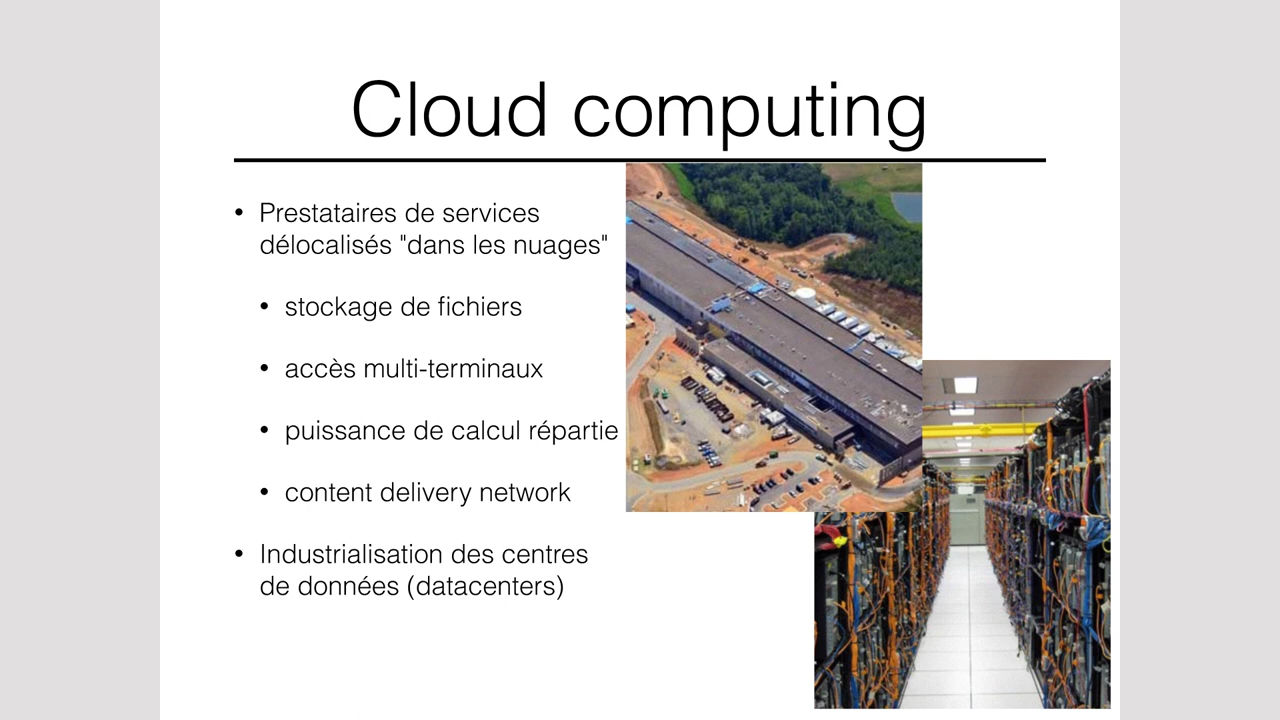 Cloud computing
• Prestataires de services
délocalisés "dans les nuages"
• stockage de fichiers
• accès multi-terminaux
• puissance de calcul répartie
• content delivery network
• Industrialisation des centres
de données (datacenters)